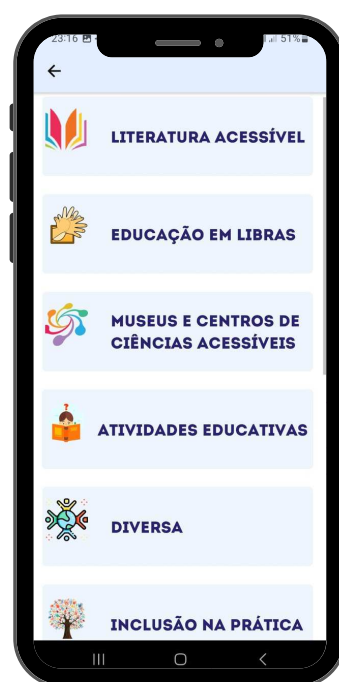 23:16
51%
LITERATURA ACESSÍVEL
EDUCAÇÃO EM LIBRAS
MUSEUS E CENTROS DE
CIÊNCIAS ACESSÍVEIS
ATIVIDADES EDUCATIVAS
DIVERSA
INCLUSÃO NA PRÁTICA